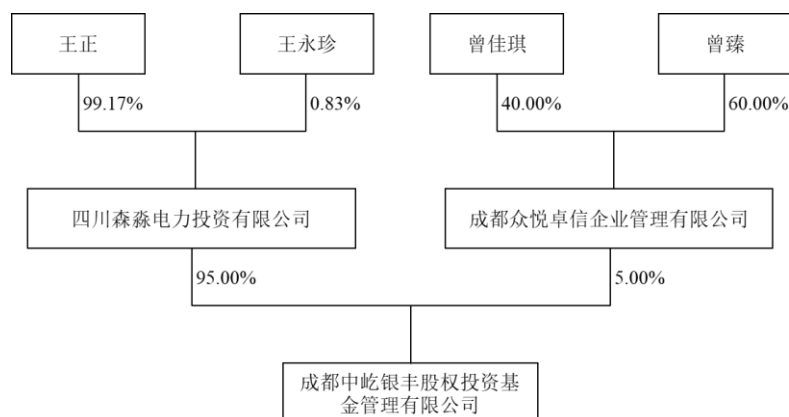 王正
王永珍
曾佳琪
曾臻
99.17%
0.83%
40.00%
60.00%
四川森淼电力投资有限公司
成都众悦卓信企业管理有限公司
95.00%
5.00%
成都中屹银丰股权投资基
金管理有限公司